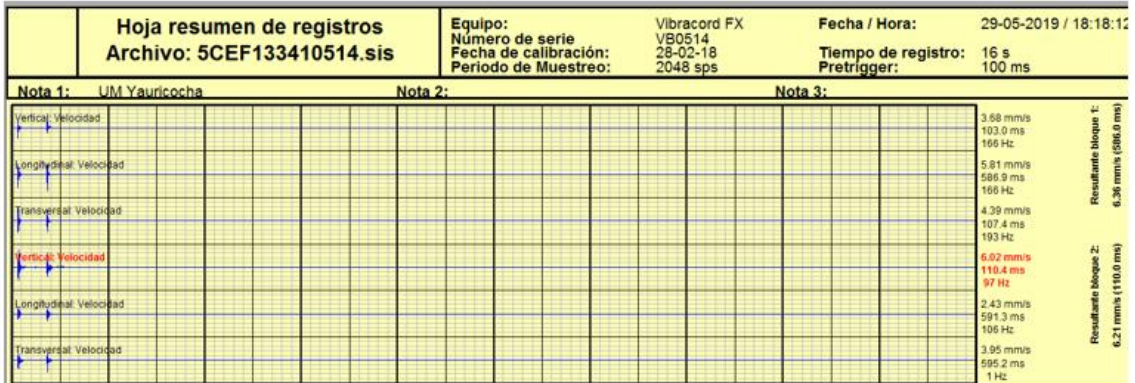 Hoja resumen de registros
Archivo: 5CEF133410514.sis
Equipo: Vibracord FX
Número de serie VB0514
Fecha de calibración: 28-02-18
Periodo de Muestreo: 2048 sps
Fecha / Hora: 29-05-2019 / 18:18:12
Tiempo de registro: 16 s
Pretrigger: 100 ms
Nota 1: UM Yauricocha Nota 2: Nota 3:
Vertical: Velocidad
3.68 mm/s
103.0 ms
166 Hz
Longitudinal: Velocidad
5.81 mm/s
586.9 ms
166 Hz
Transversal: Velocidad
4.39 mm/s
107.4 ms
193 Hz
Resultante bloque 1:
6.36 mm/s (586.0 ms)
Vertical: Velocidad
6.02 mm/s
110.4 ms
97 Hz
Longitudinal: Velocidad
2.43 mm/s
591.3 ms
106 Hz
Transversal: Velocidad
3.95 mm/s
595.2 ms
1 Hz
Resultante bloque 2:
6.21 mm/s (110.0 ms)